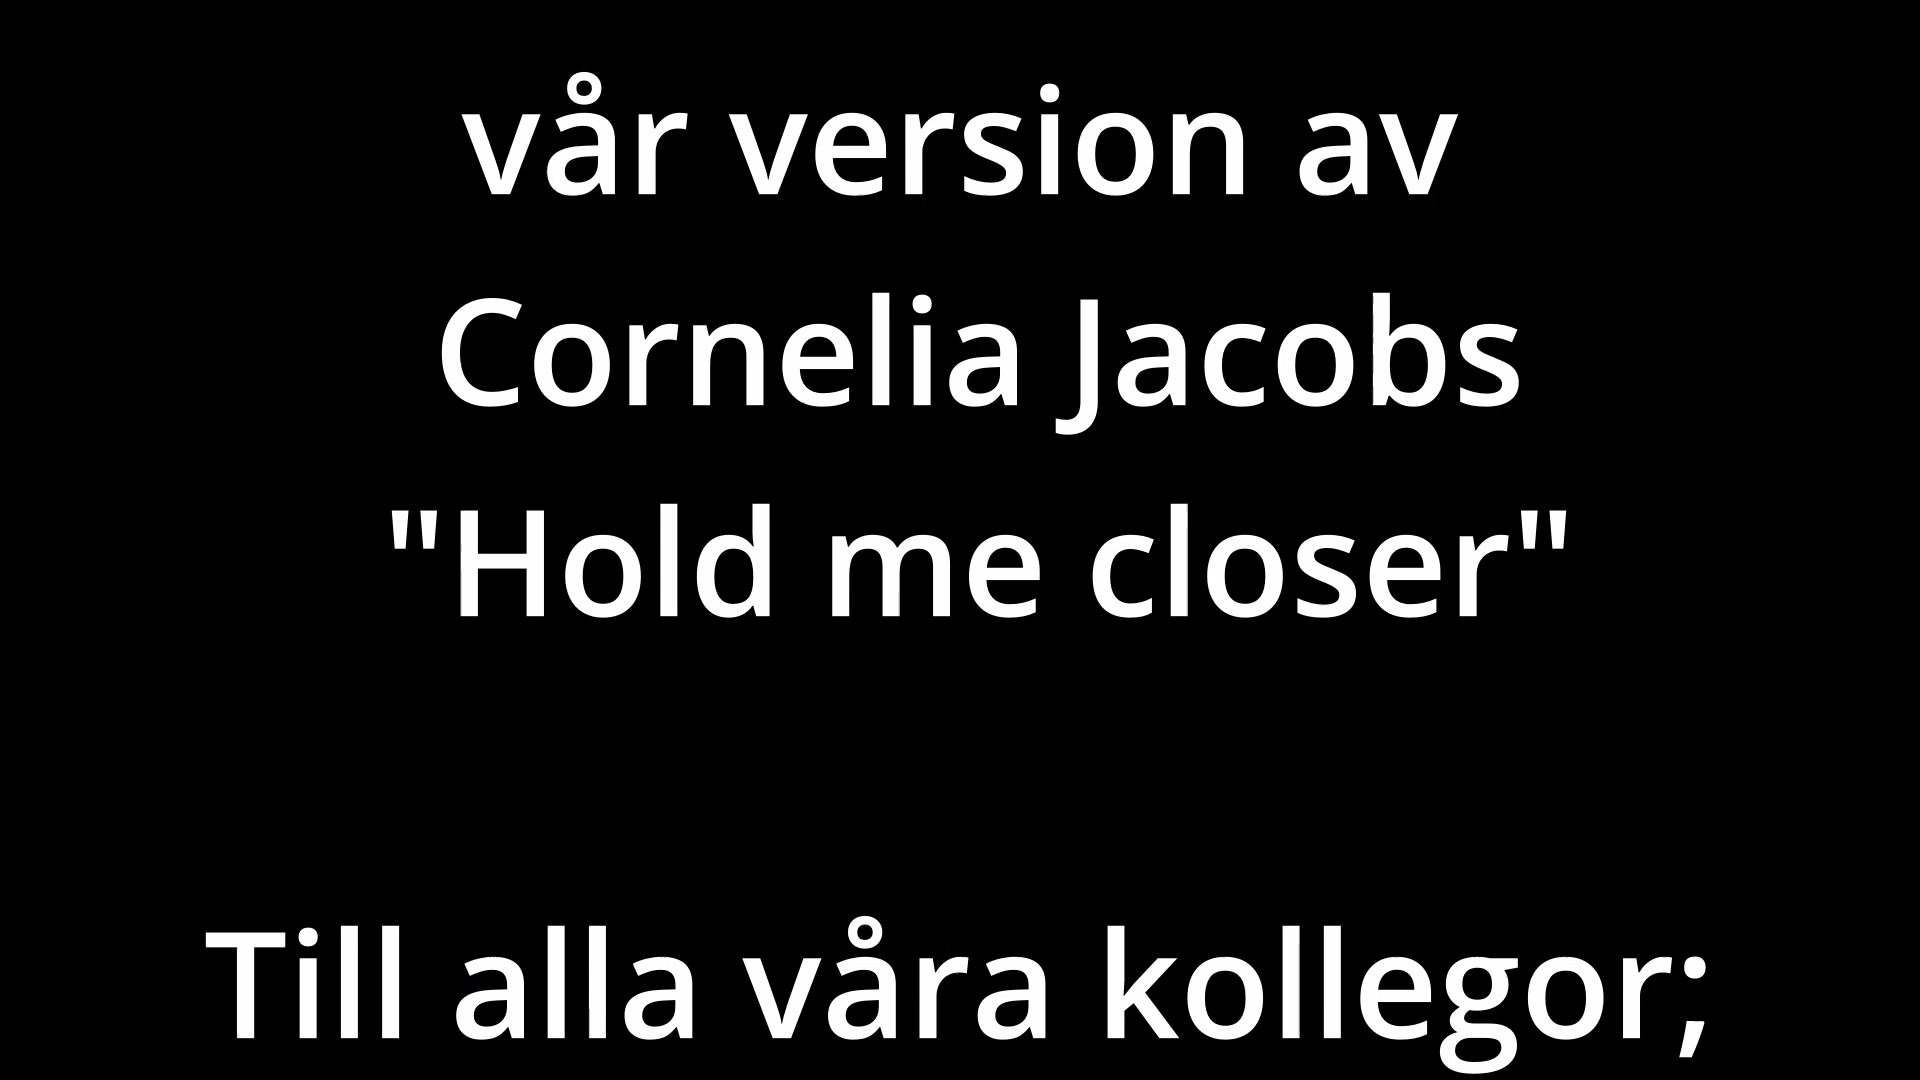 vår version av
Cornelia Jacobs
"Hold me closer"
Till alla våra kollegor;